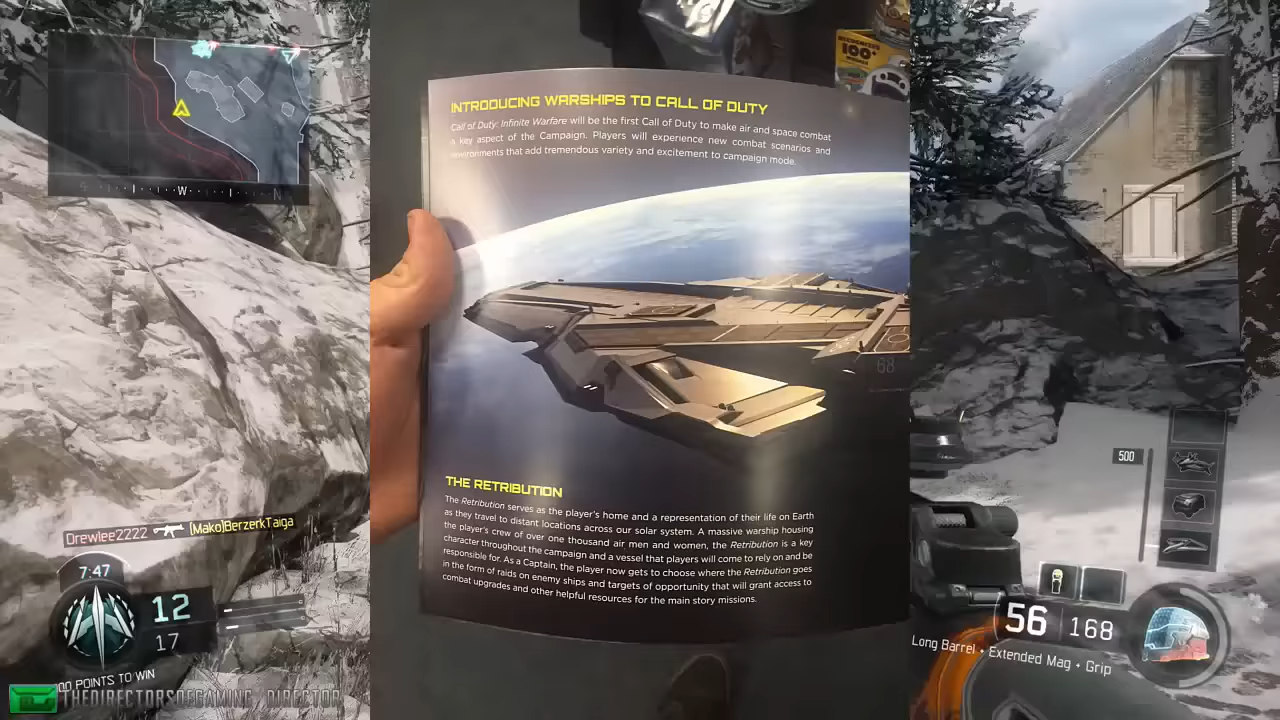 INTRODUCING WARSHIPS TO CALL OF DUTY
Call of Duty: Infinite Warfare will be the first Call of Duty to make air and space combat
a key aspect of the Campaign. Players will experience new combat scenarios and
environments that add tremendous variety and excitement to campaign mode.
THE RETRIBUTION
The Retribution serves as the player's home and a representation of their life on Earth
as they travel to distant locations across our solar system. A massive warship housing
the player's crew of over one thousand air men and women, the Retribution is a key
character throughout the campaign and a vessel that players will come to rely on and be
responsible for. As a Captain, the player now gets to choose where the Retribution goes
in the form of raids on enemy ships and targets of opportunity that will grant access to
combat upgrades and other helpful resources for the main story missions.
100+
68
W
N
Drewlee2222 [Mako]BerzerkTaiga
7:47
12
17
00 POINTS TO WIN
THEDIRECTORSOFGAMING DIRECTOR
500
56 168
Long Barrel + Extended Mag + Grip